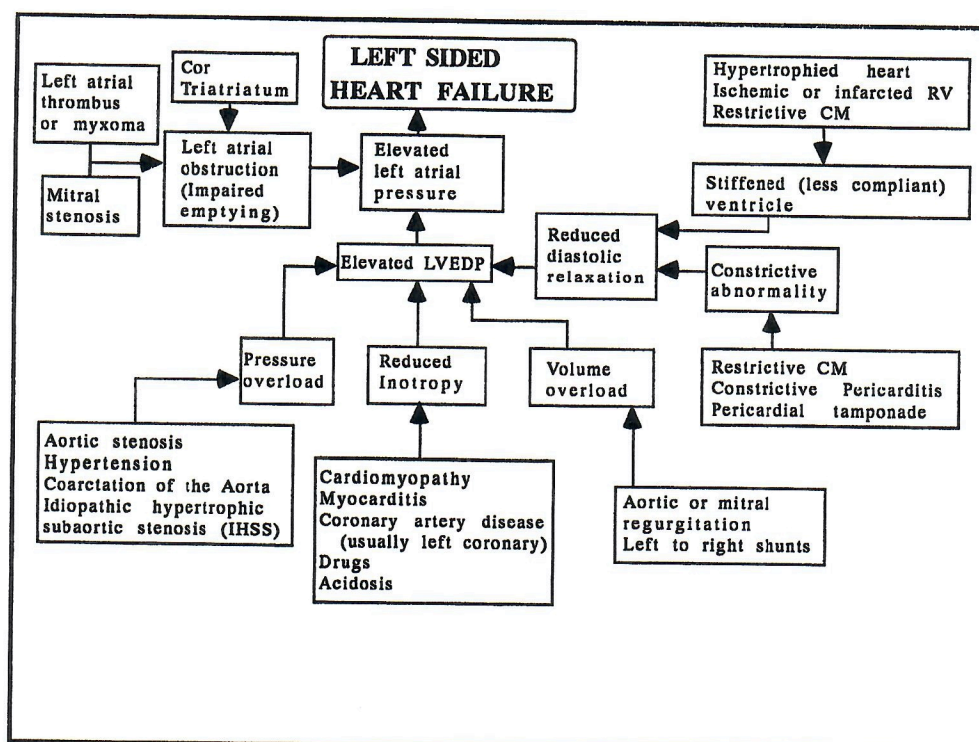 LEFT SIDED
HEART FAILURE
Left atrial
thrombus
or myxoma
Cor
Triatriatum
Mitral
stenosis
Left atrial
obstruction
(Impaired
emptying)
Elevated
left atrial
pressure
Hypertrophied heart
Ischemic or infarcted RV
Restrictive CM
Stiffened (less compliant)
ventricle
Elevated LVEDP
Reduced
diastolic
relaxation
Constrictive
abnormality
Pressure
overload
Reduced
Inotropy
Volume
overload
Restrictive CM
Constrictive Pericarditis
Pericardial tamponade
Aortic stenosis
Hypertension
Coarctation of the Aorta
Idiopathic hypertrophic
subaortic stenosis (IHSS)
Cardiomyopathy
Myocarditis
Coronary artery disease
(usually left coronary)
Drugs
Acidosis
Aortic or mitral
regurgitation
Left to right shunts